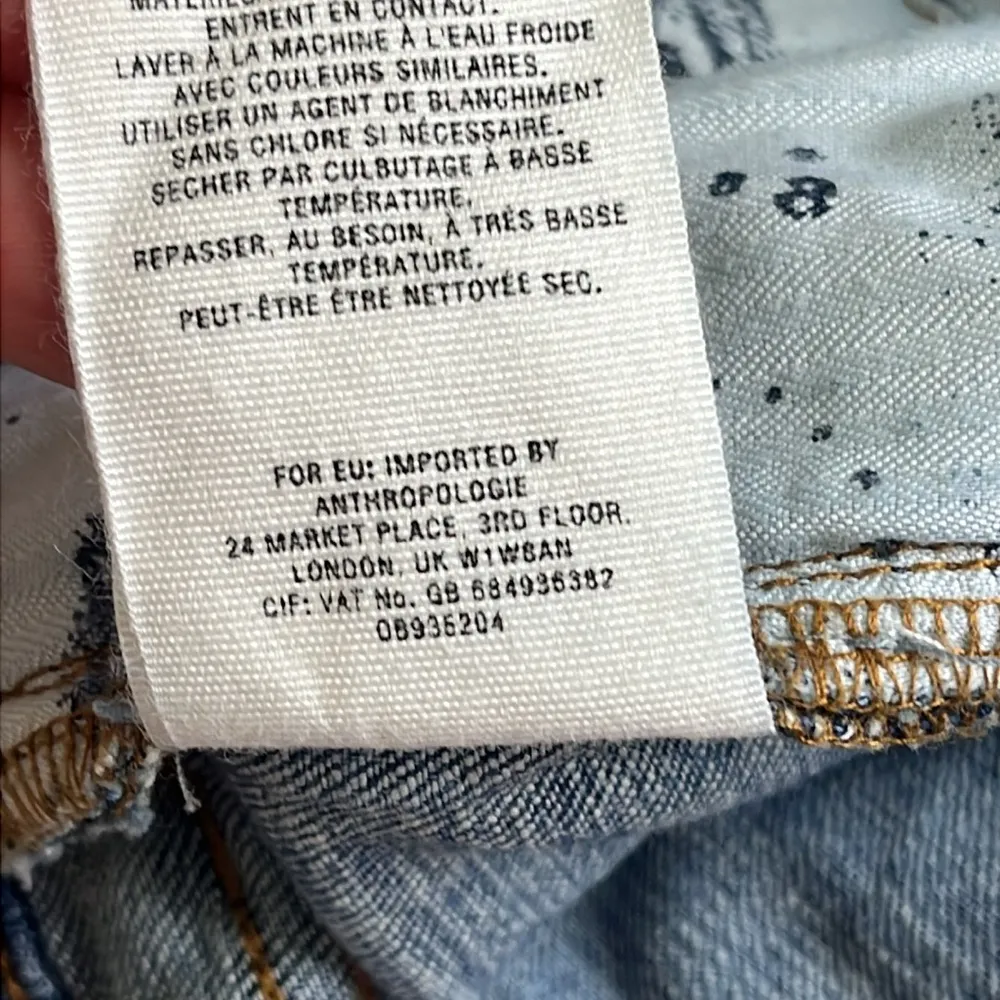 ENTRENT EN CONTACT.
LAVER À LA MACHINE À L'EAU FROIDE
AVEC COULEURS SIMILAIRES.
UTILISER UN AGENT DE BLANCHIMENT
SANS CHLORE SI NÉCESSAIRE.
SECHER PAR CULBUTAGE À BASSE
TEMPÉRATURE.
REPASSER, AU BESOIN, À TRÈS BASSE
TEMPÉRATURE.
PEUT-ÊTRE ÊTRE NETTOYÉE SEC.
FOR EU: IMPORTED BY
ANTHROPOLOGIE
24 MARKET PLACE, 3RD FLOOR.
LONDON, UK W1W8AN
CIF: VAT No. GB 684936382
08936204